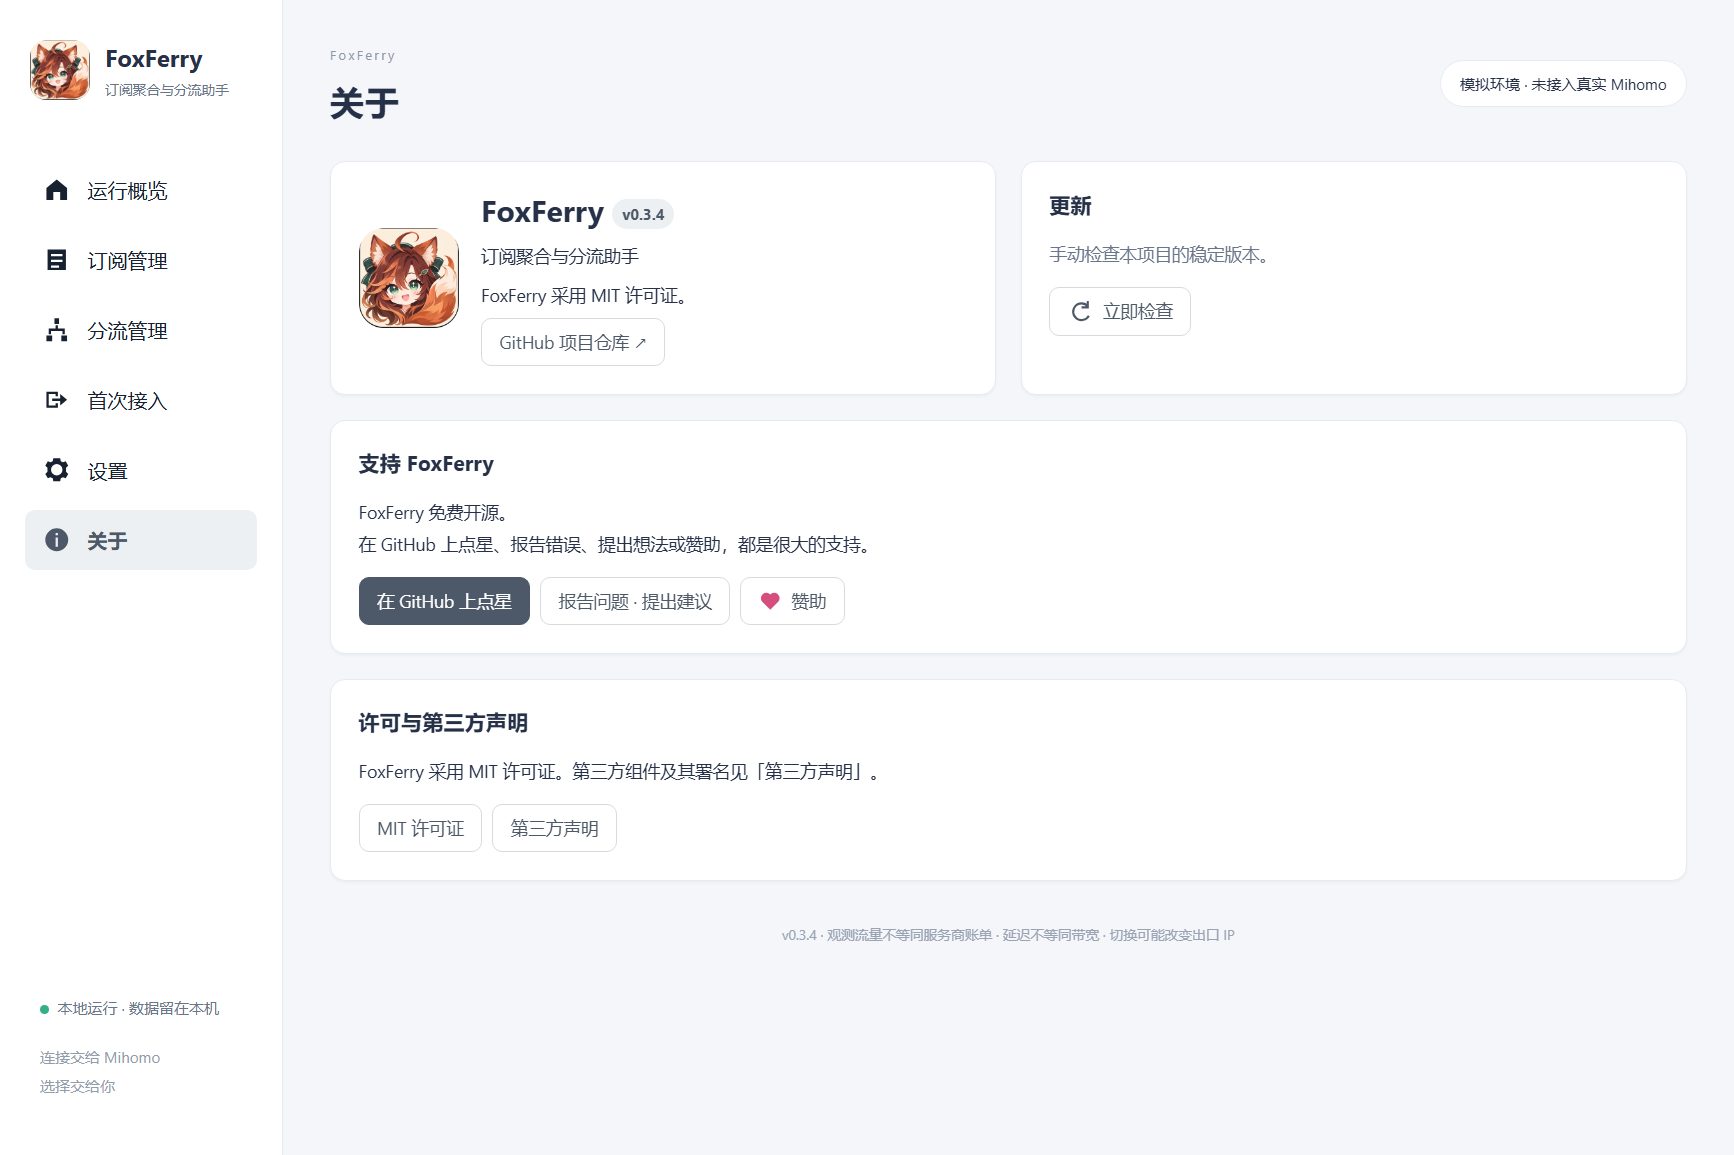 FoxFerry
订阅聚合与分流助手
运行概览
订阅管理
分流管理
首次接入
设置
关于
本地运行 · 数据留在本机
连接交给 Mihomo
选择交给你
FoxFerry
关于
模拟环境 · 未接入真实 Mihomo
FoxFerry v0.3.4
订阅聚合与分流助手
FoxFerry 采用 MIT 许可证。
GitHub 项目仓库 ↗
更新
手动检查本项目的稳定版本。
立即检查
支持 FoxFerry
FoxFerry 免费开源。
在 GitHub 上点星、报告错误、提出想法或赞助，都是很大的支持。
在 GitHub 上点星 报告问题 · 提出建议 赞助
许可与第三方声明
FoxFerry 采用 MIT 许可证。第三方组件及其署名见「第三方声明」。
MIT 许可证 第三方声明
v0.3.4 · 观测流量不等同服务商账单 · 延迟不等同带宽 · 切换可能改变出口 IP